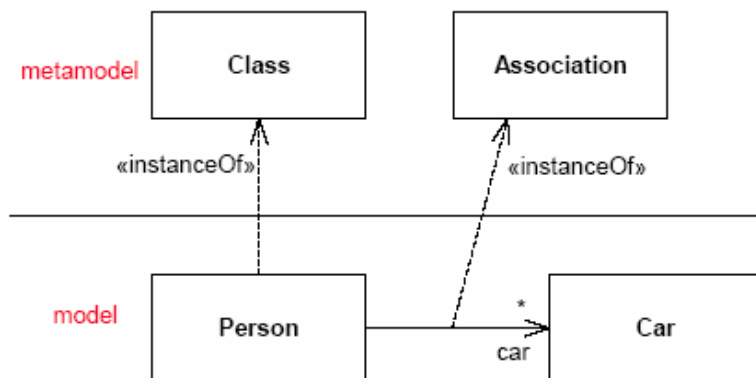 metamodel
Class
Association
«instanceOf»
«instanceOf»
model
Person
*
car
Car